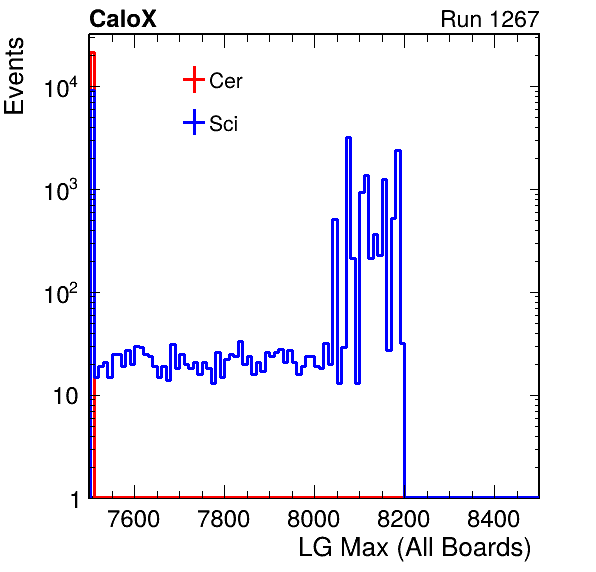 CaloX Run 1267
Events
Cer
Sci
10⁴
10³
10²
10
1
7600 7800 8000 8200 8400
LG Max (All Boards)